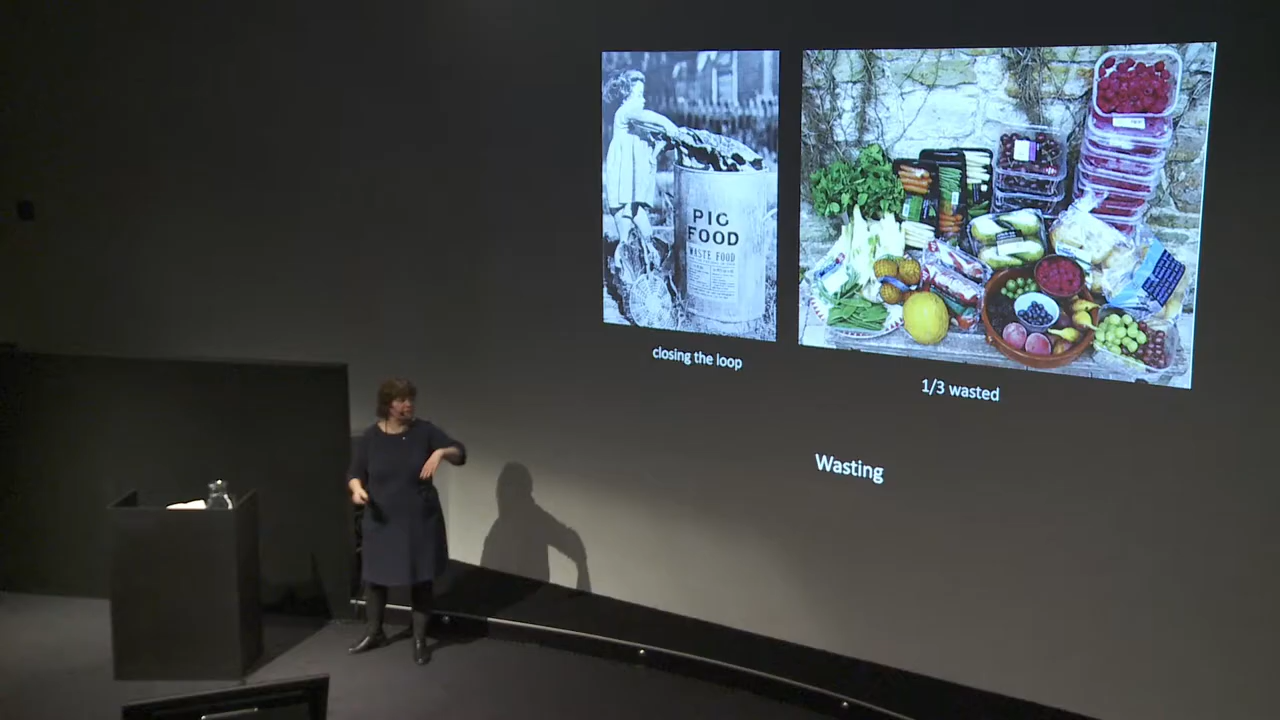 PIG
FOOD
WASTE FOOD
closing the loop
1/3 wasted
Wasting